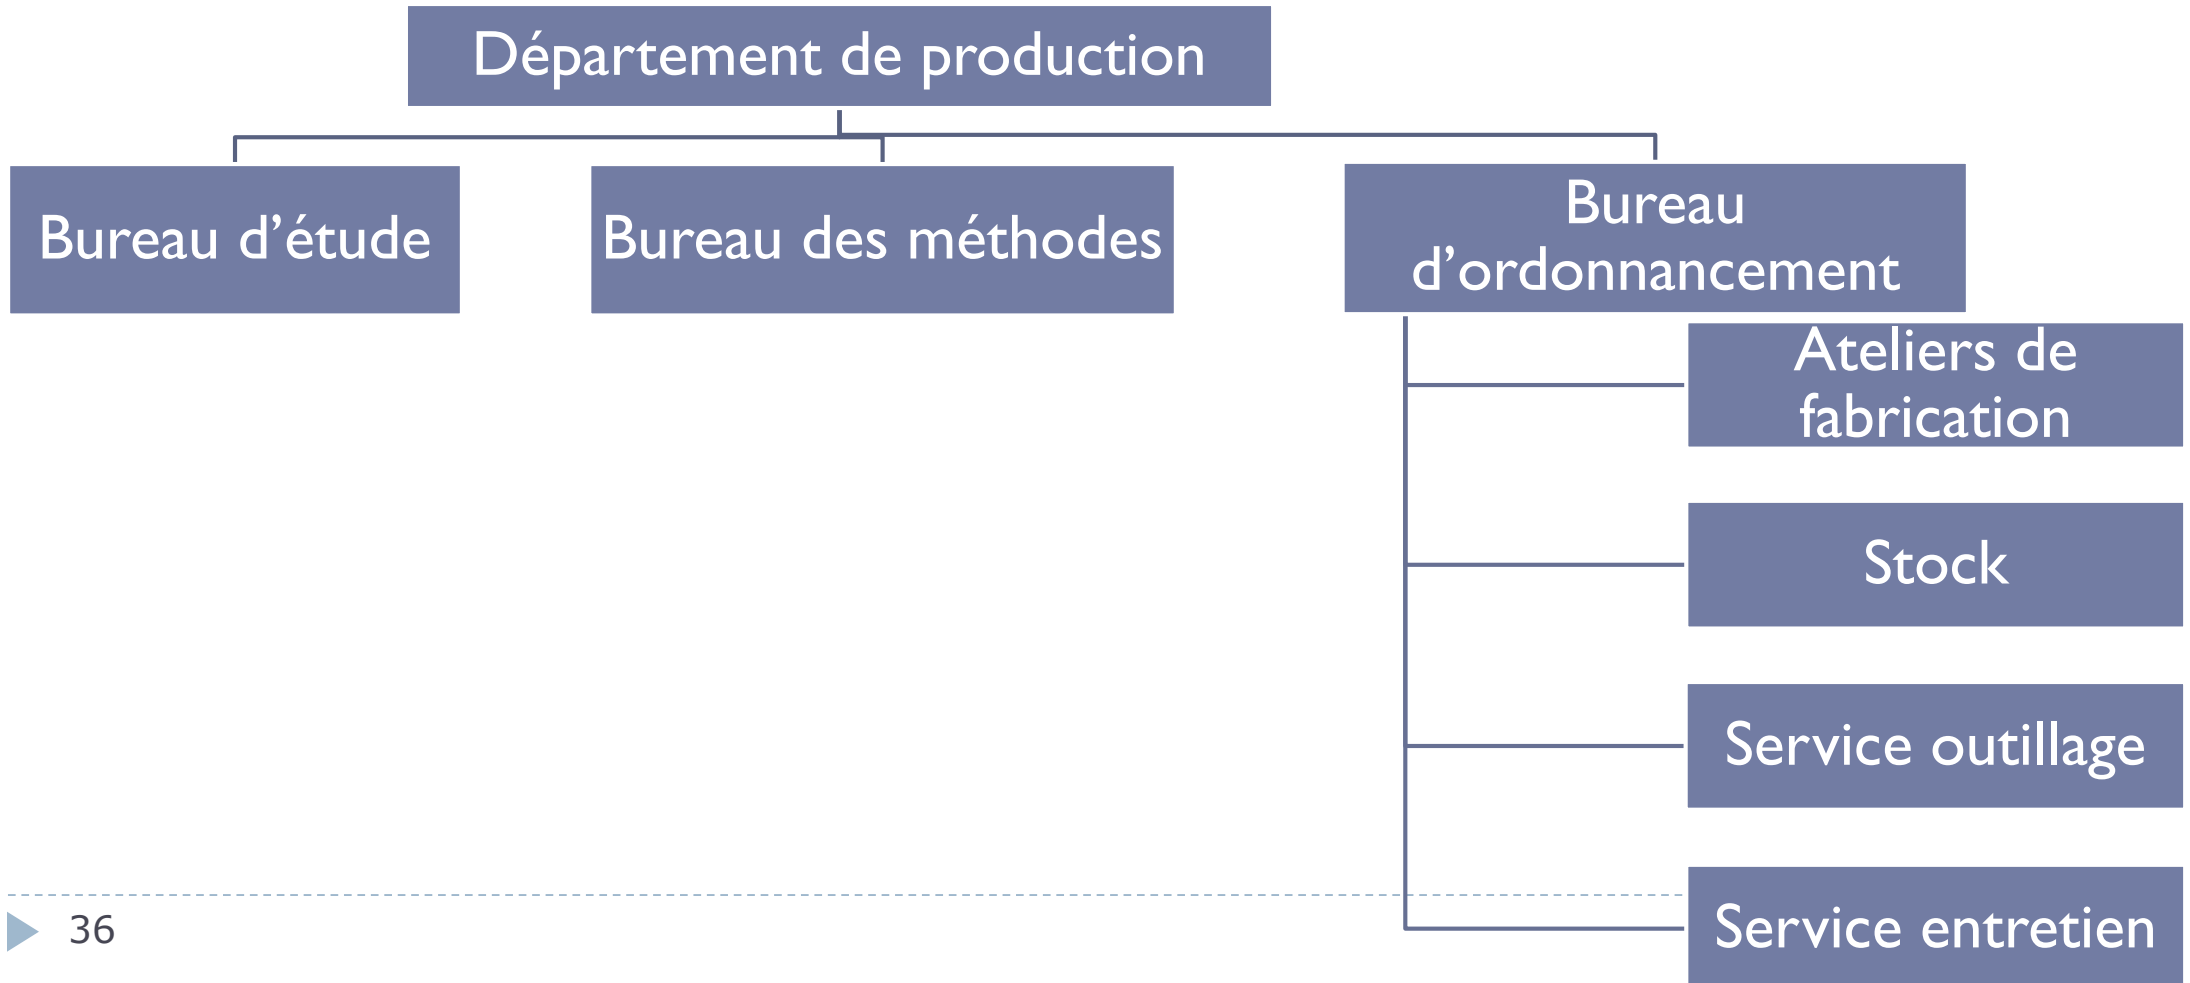 Département de production
Bureau d’étude
Bureau des méthodes
Bureau
d’ordonnancement
Ateliers de
fabrication
Stock
Service outillage
Service entretien
36